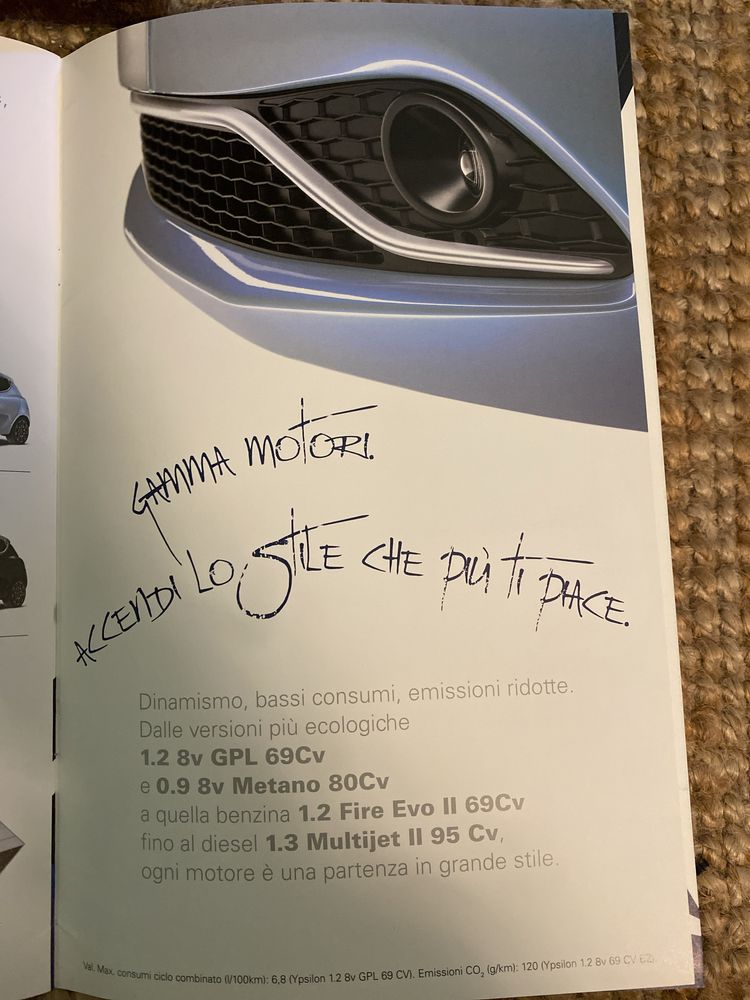 GAMMA MOTORI.
ACCENDI LO STILE CHE PIÙ TI PIACE.
Dinamismo, bassi consumi, emissioni ridotte.
Dalle versioni più ecologiche
1.2 8v GPL 69Cv
e 0.9 8v Metano 80Cv
a quella benzina 1.2 Fire Evo II 69Cv
fino al diesel 1.3 Multijet II 95 Cv,
ogni motore è una partenza in grande stile.
Val. Max. consumi ciclo combinato (l/100km): 6,8 (Ypsilon 1.2 8v GPL 69 CV). Emissioni CO₂ (g/km): 120 (Ypsilon 1.2 8v 69 CV BZ).